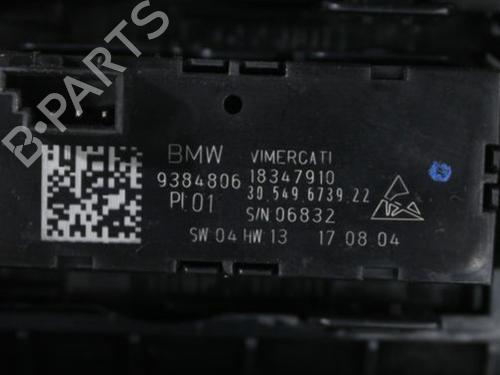 B-PARTS
BMW VIMERCATI
9384806 18347910
PI.01 30.549.6739.22
S/N 06832
SW 04 HW 13 17 08 04